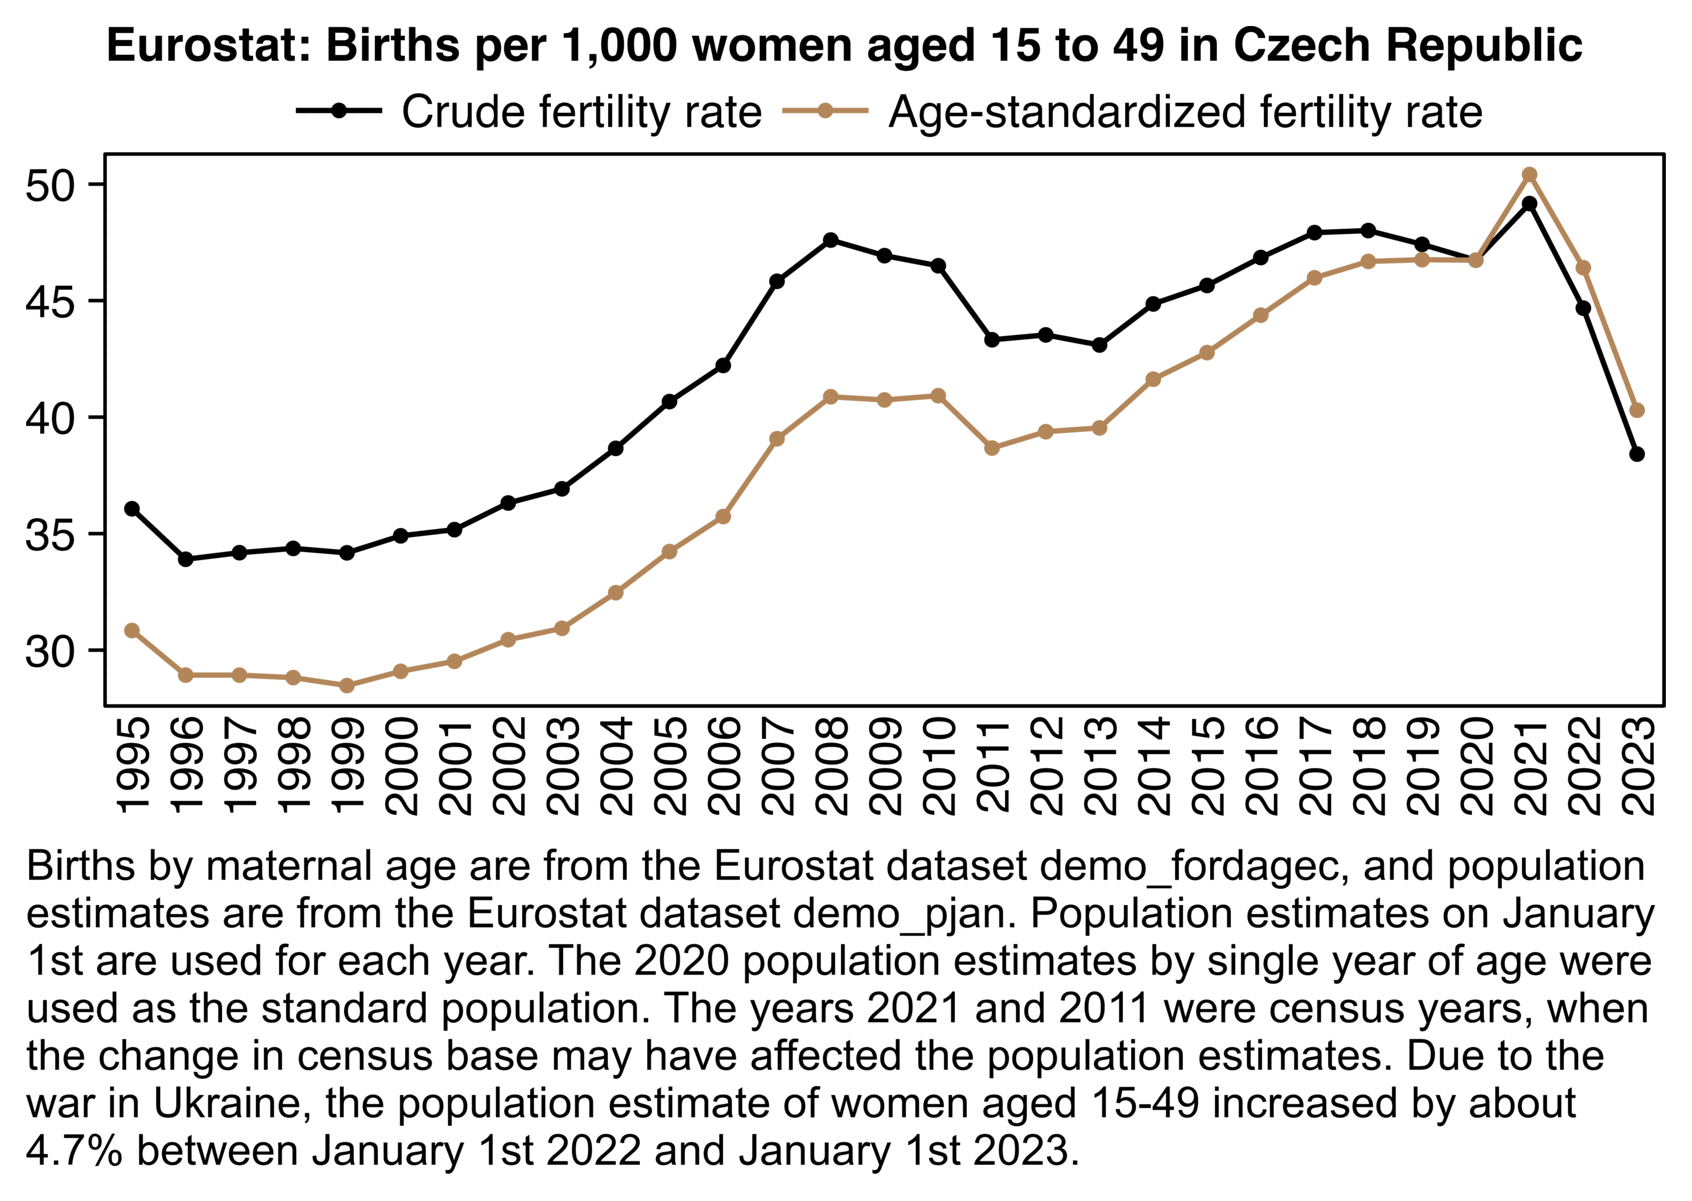 Eurostat: Births per 1,000 women aged 15 to 49 in Czech Republic
Crude fertility rate Age-standardized fertility rate
50
45
40
35
30
1995 1996 1997 1998 1999 2000 2001 2002 2003 2004 2005 2006 2007 2008 2009 2010 2011 2012 2013 2014 2015 2016 2017 2018 2019 2020 2021 2022 2023
Births by maternal age are from the Eurostat dataset demo_fordagec, and population
estimates are from the Eurostat dataset demo_pjan. Population estimates on January
1st are used for each year. The 2020 population estimates by single year of age were
used as the standard population. The years 2021 and 2011 were census years, when
the change in census base may have affected the population estimates. Due to the
war in Ukraine, the population estimate of women aged 15-49 increased by about
4.7% between January 1st 2022 and January 1st 2023.